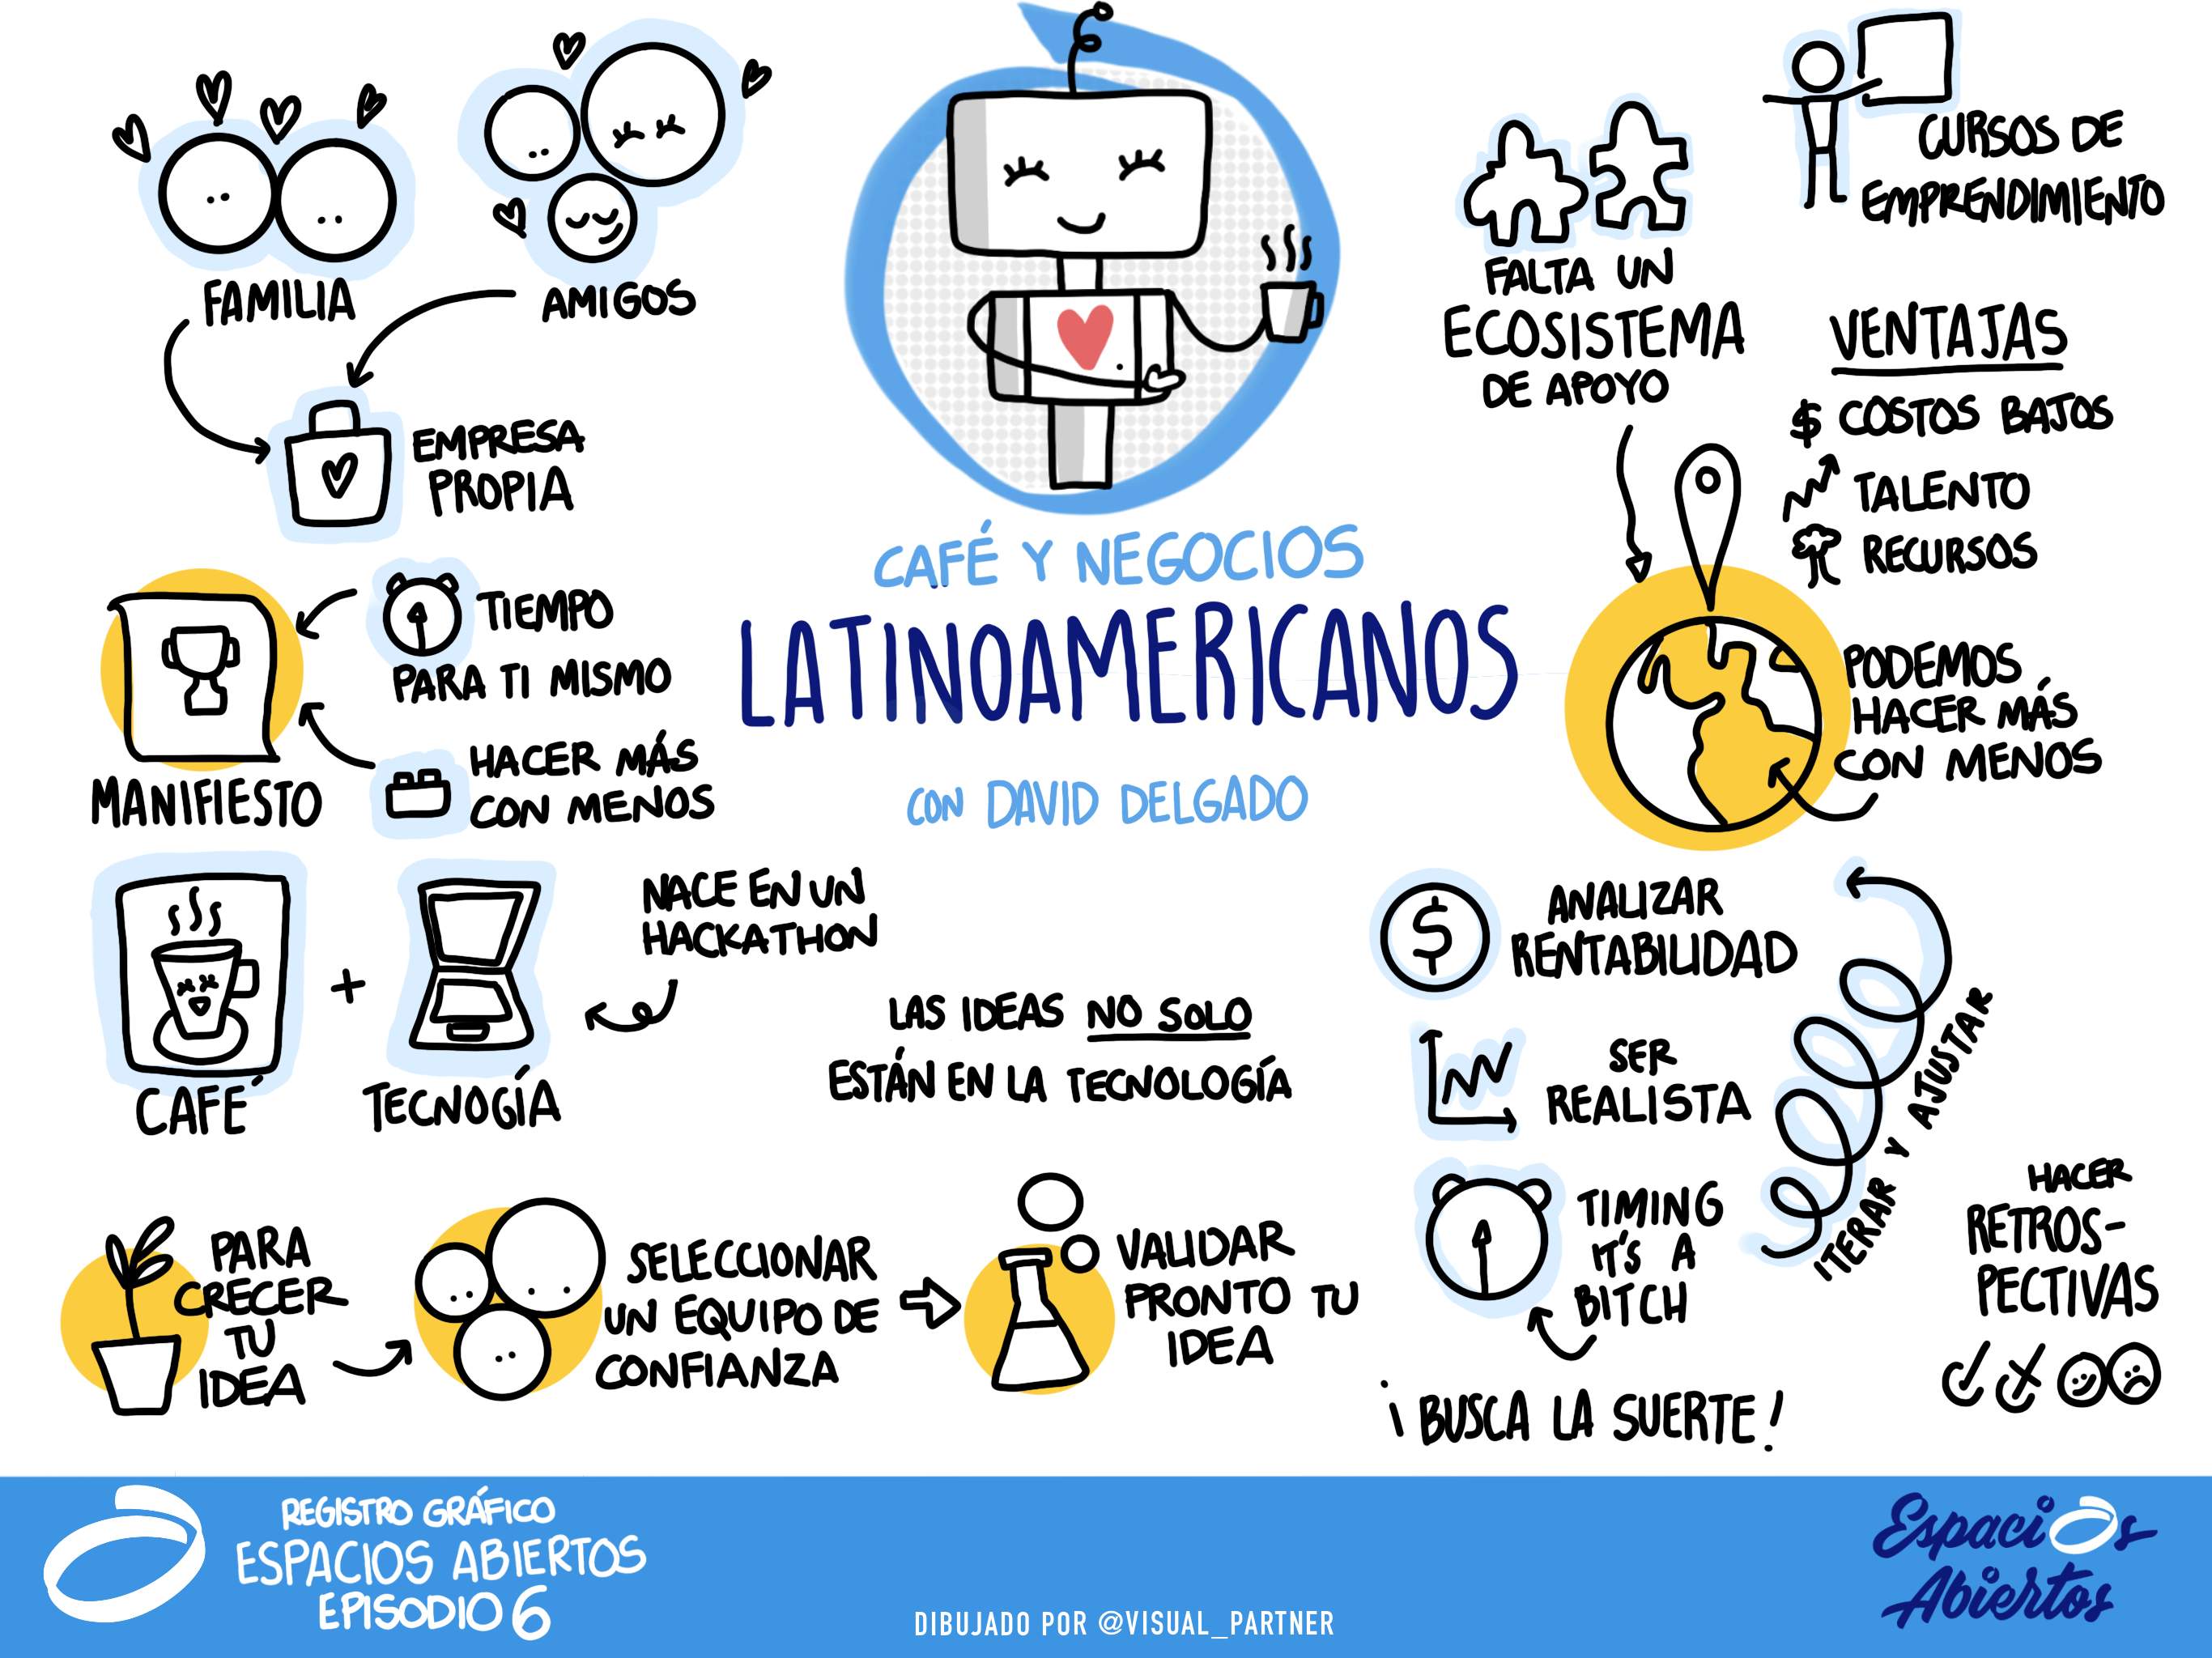 FAMILIA
AMIGOS
EMPRESA
PROPIA
MANIFIESTO
TIEMPO
PARA TI MISMO
HACER MÁS
CON MENOS
CAFÉ
+
TECNOGÍA
NACE EN UN
HACKATHON
CAFÉ Y NEGOCIOS
LATINOAMERICANOS
CON DAVID DELGADO
LAS IDEAS NO SOLO
ESTÁN EN LA TECNOLOGÍA
FALTA UN
ECOSISTEMA
DE APOYO
CURSOS DE
EMPRENDIMIENTO
VENTAJAS
$ COSTOS BAJOS
TALENTO
RECURSOS
PODEMOS
HACER MÁS
CON MENOS
$
ANALIZAR
RENTABILIDAD
SER
REALISTA
TIMING
IT'S A
BITCH
¡BUSCA LA SUERTE!
ITERAR Y AJUSTAR
HACER
RETROS-
PECTIVAS
PARA
CRECER
TU
IDEA
SELECCIONAR
UN EQUIPO DE
CONFIANZA
VALIDAR
PRONTO TU
IDEA
REGISTRO GRÁFICO
ESPACIOS ABIERTOS
EPISODIO 6
DIBUJADO POR @VISUAL_PARTNER
Espacios
Abiertos